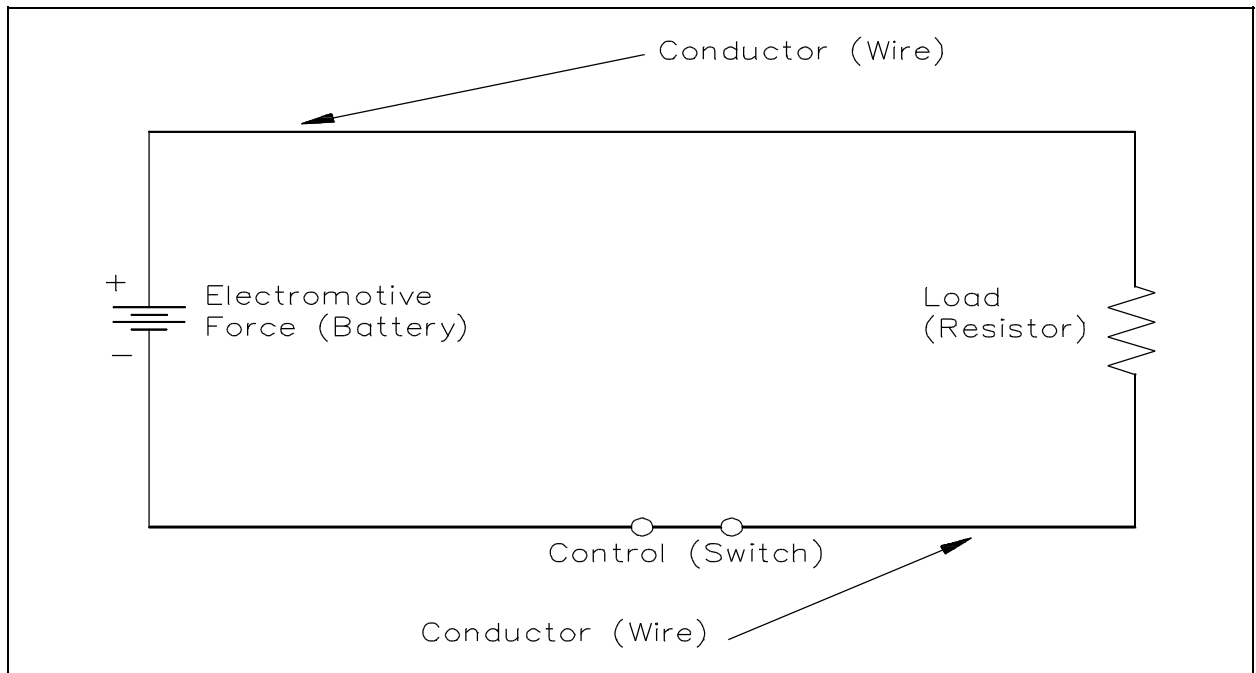 Conductor (Wire)
+
Electromotive
Force (Battery)
−
Load
(Resistor)
Control (Switch)
Conductor (Wire)